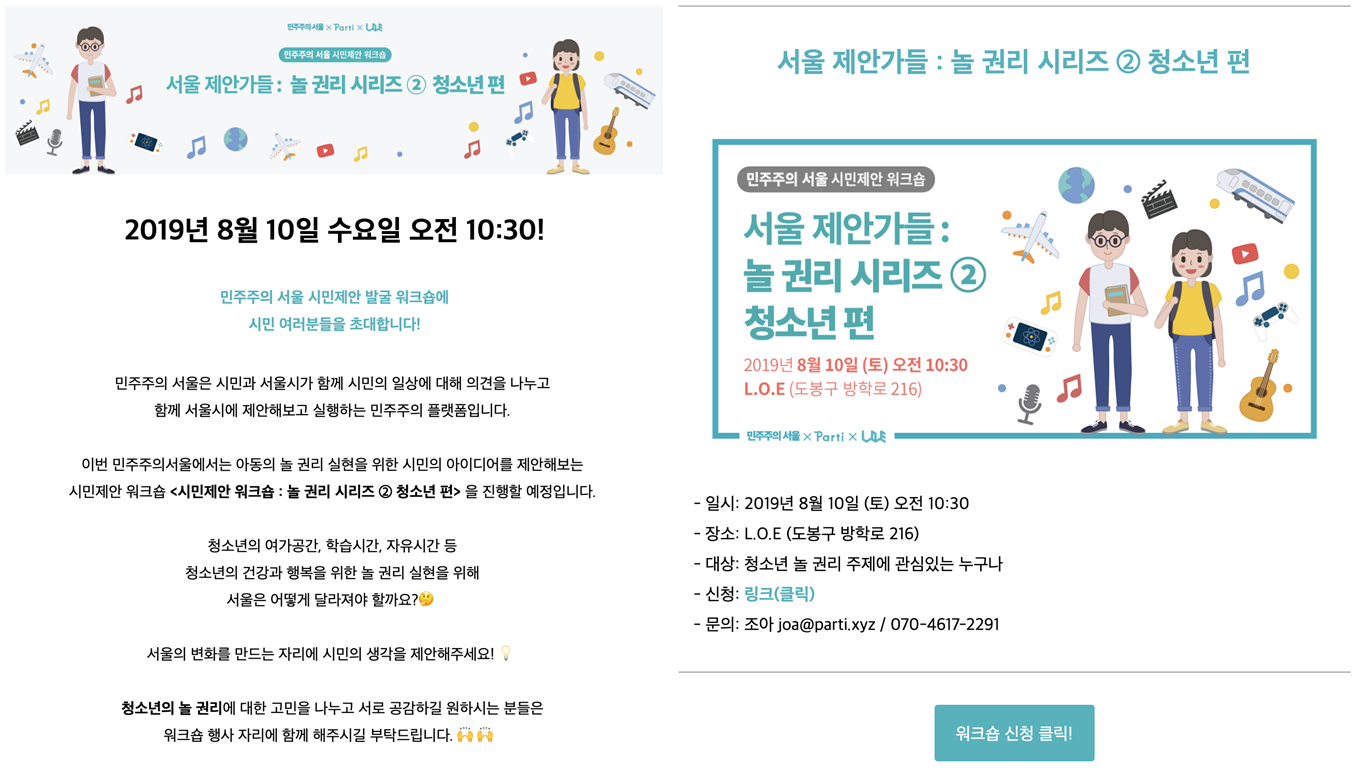 민주주의 서울 × Parti × L.O.E
민주주의 서울 시민제안 워크숍
서울 제안가들 : 놀 권리 시리즈 ② 청소년 편
2019년 8월 10일 수요일 오전 10:30!
민주주의 서울 시민제안 발굴 워크숍에
시민 여러분들을 초대합니다!
민주주의 서울은 시민과 서울시가 함께 시민의 일상에 대해 의견을 나누고
함께 서울시에 제안해보고 실행하는 민주주의 플랫폼입니다.
이번 민주주의서울에서는 아동의 놀 권리 실현을 위한 시민의 아이디어를 제안해보는
시민제안 워크숍 <시민제안 워크숍 : 놀 권리 시리즈 ② 청소년 편> 을 진행할 예정입니다.
청소년의 여가공간, 학습시간, 자유시간 등
청소년의 건강과 행복을 위한 놀 권리 실현을 위해
서울은 어떻게 달라져야 할까요?🤔
서울의 변화를 만드는 자리에 시민의 생각을 제안해주세요! 💡
청소년의 놀 권리에 대한 고민을 나누고 서로 공감하길 원하시는 분들은
워크숍 행사 자리에 함께 해주시길 부탁드립니다. 🙌 🙌
서울 제안가들 : 놀 권리 시리즈 ② 청소년 편
민주주의 서울 시민제안 워크숍
서울 제안가들 :
놀 권리 시리즈 ②
청소년 편
2019년 8월 10일 (토) 오전 10:30
L.O.E (도봉구 방학로 216)
민주주의 서울 × Parti × L.O.E
- 일시: 2019년 8월 10일 (토) 오전 10:30
- 장소: L.O.E (도봉구 방학로 216)
- 대상: 청소년 놀 권리 주제에 관심있는 누구나
- 신청: 링크(클릭)
- 문의: 조아 joa@parti.xyz / 070-4617-2291
워크숍 신청 클릭!